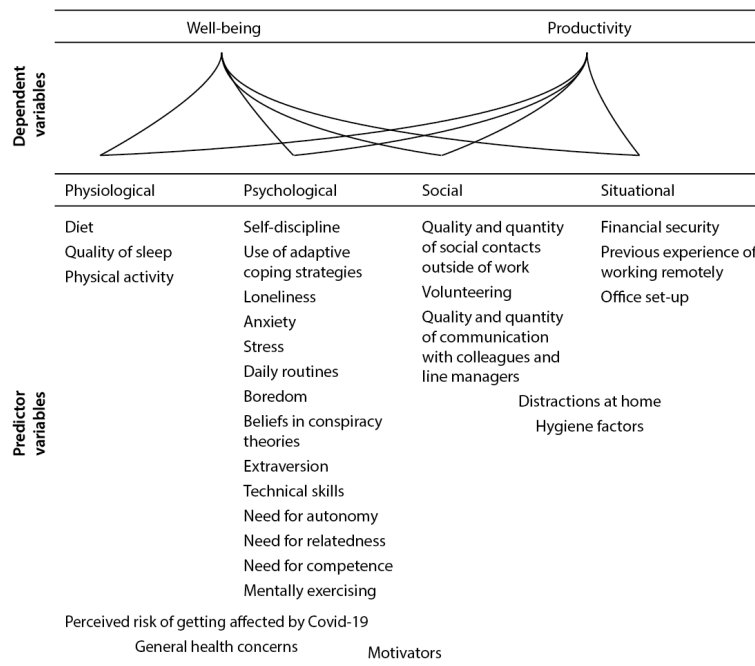 Well-being
Productivity
Dependent
variables
Physiological
Psychological
Social
Situational
Diet
Quality of sleep
Physical activity
Self-discipline
Use of adaptive
coping strategies
Loneliness
Anxiety
Stress
Daily routines
Boredom
Beliefs in conspiracy
theories
Extraversion
Technical skills
Need for autonomy
Need for relatedness
Need for competence
Mentally exercising
Quality and quantity
of social contacts
outside of work
Volunteering
Quality and quantity
of communication
with colleagues and
line managers
Financial security
Previous experience of
working remotely
Office set-up
Distractions at home
Hygiene factors
Predictor
variables
Perceived risk of getting affected by Covid-19
General health concerns
Motivators